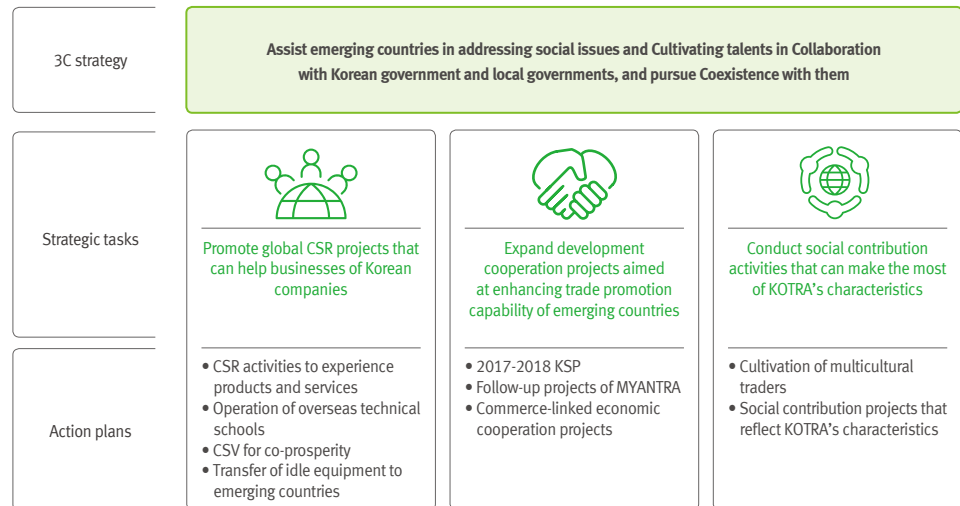 3C strategy
Assist emerging countries in addressing social issues and Cultivating talents in Collaboration
with Korean government and local governments, and pursue Coexistence with them
Strategic tasks
Promote global CSR projects that
can help businesses of Korean
companies
Expand development
cooperation projects aimed
at enhancing trade promotion
capability of emerging countries
Conduct social contribution
activities that can make the most
of KOTRA's characteristics
Action plans
• CSR activities to experience
products and services
• Operation of overseas technical
schools
• CSV for co-prosperity
• Transfer of idle equipment to
emerging countries
• 2017-2018 KSP
• Follow-up projects of MYANTRA
• Commerce-linked economic
cooperation projects
• Cultivation of multicultural
traders
• Social contribution projects that
reflect KOTRA's characteristics